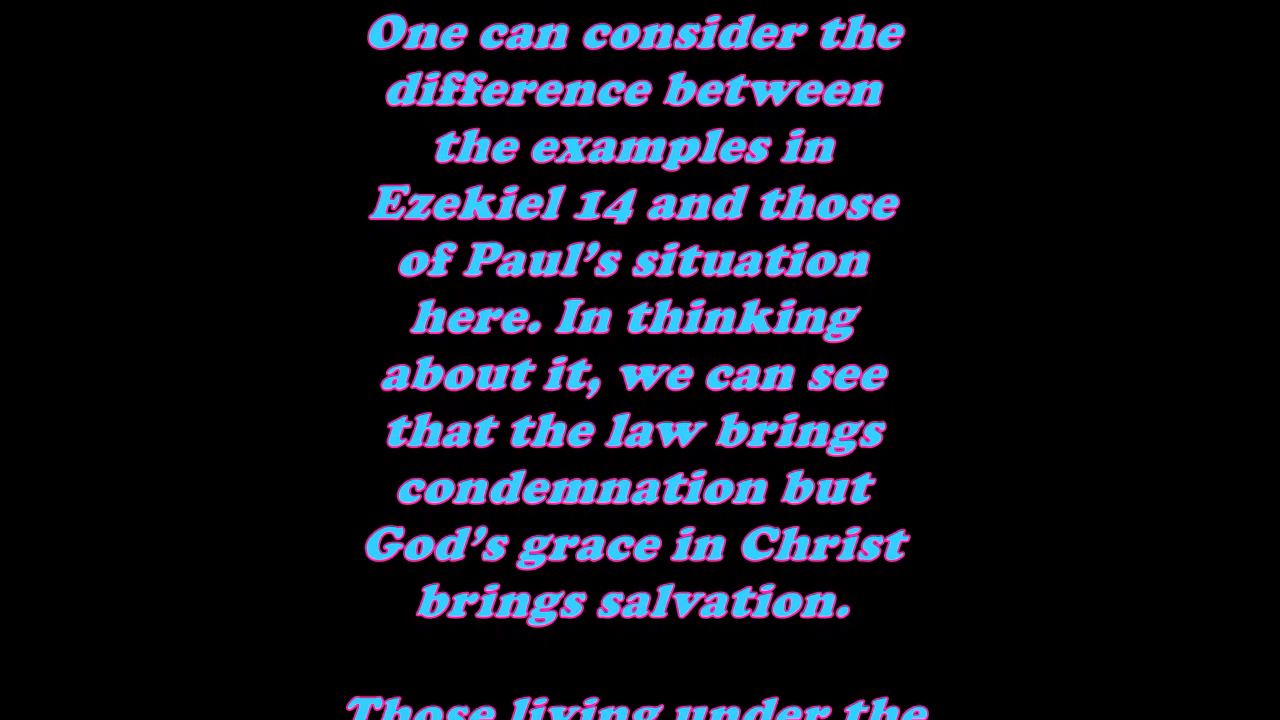 One can consider the
difference between
the examples in
Ezekiel 14 and those
of Paul’s situation
here. In thinking
about it, we can see
that the law brings
condemnation but
God’s grace in Christ
brings salvation.
Those living under the